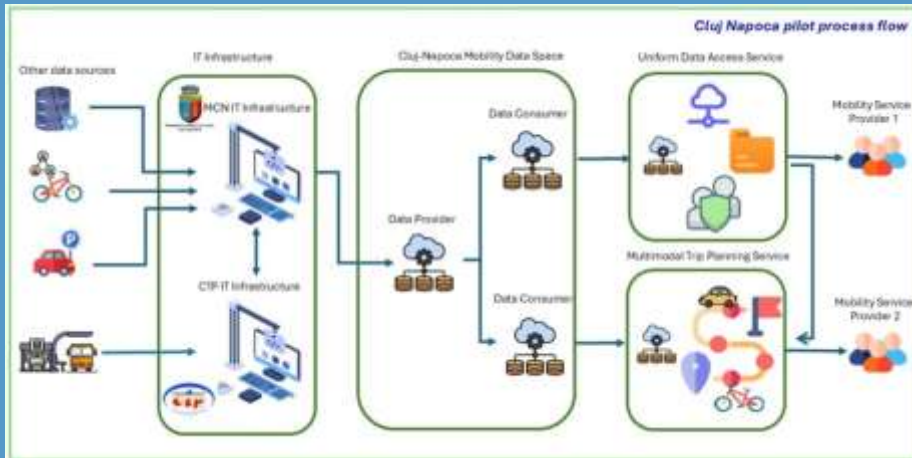 Cluj Napoca pilot process flow
IT Infrastructure
Cluj-Napoca Mobility Data Space
Uniform Data Access Service
Other data sources
MCN IT Infrastructure
Data Consumer
Mobility Service
Provider 1
Data Provider
Multimodal Trip Planning Service
CTP IT Infrastructure
Data Consumer
Mobility Service
Provider 2
P